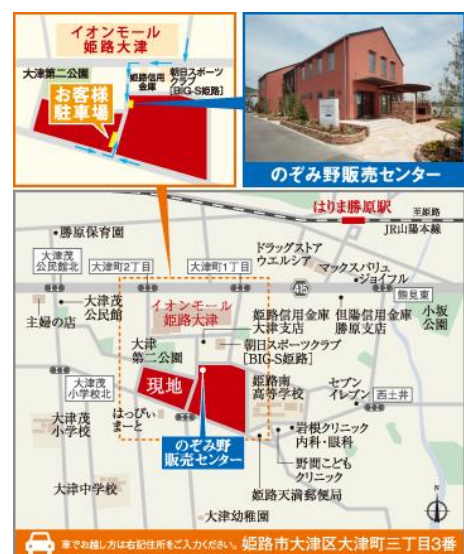 イオンモール
姫路大津
大津第二公園
姫路信用
金庫
朝日スポーツ
クラブ
[BIG-S姫路]
お客様
駐車場
のぞみ野販売センター
はりま勝原駅
至姫路
JR山陽本線
勝原保育園
ドラッグストア
ウエルシア
マックスバリュ
ジョイフル
大津茂
公民館北
大津町2丁目
大津町1丁目
415
熊見東
主婦の店
大津茂
公民館
イオンモール
姫路大津
姫路信用金庫
大津支店
但陽信用金庫
勝原支店
小坂
公園
大津
第二公園
朝日スポーツクラブ
[BIG-S姫路]
大津茂
小学校北
現地
姫路南
高等学校
セブン
イレブン
西土井
大津茂
小学校
はっぴい
まーと
のぞみ野
販売センター
岩根クリニック
内科・眼科
野間こども
クリニック
大津中学校
姫路天満郵便局
大津幼稚園
N
車でお越し方は右記住所をご入力ください。姫路市大津区大津町三丁目3番